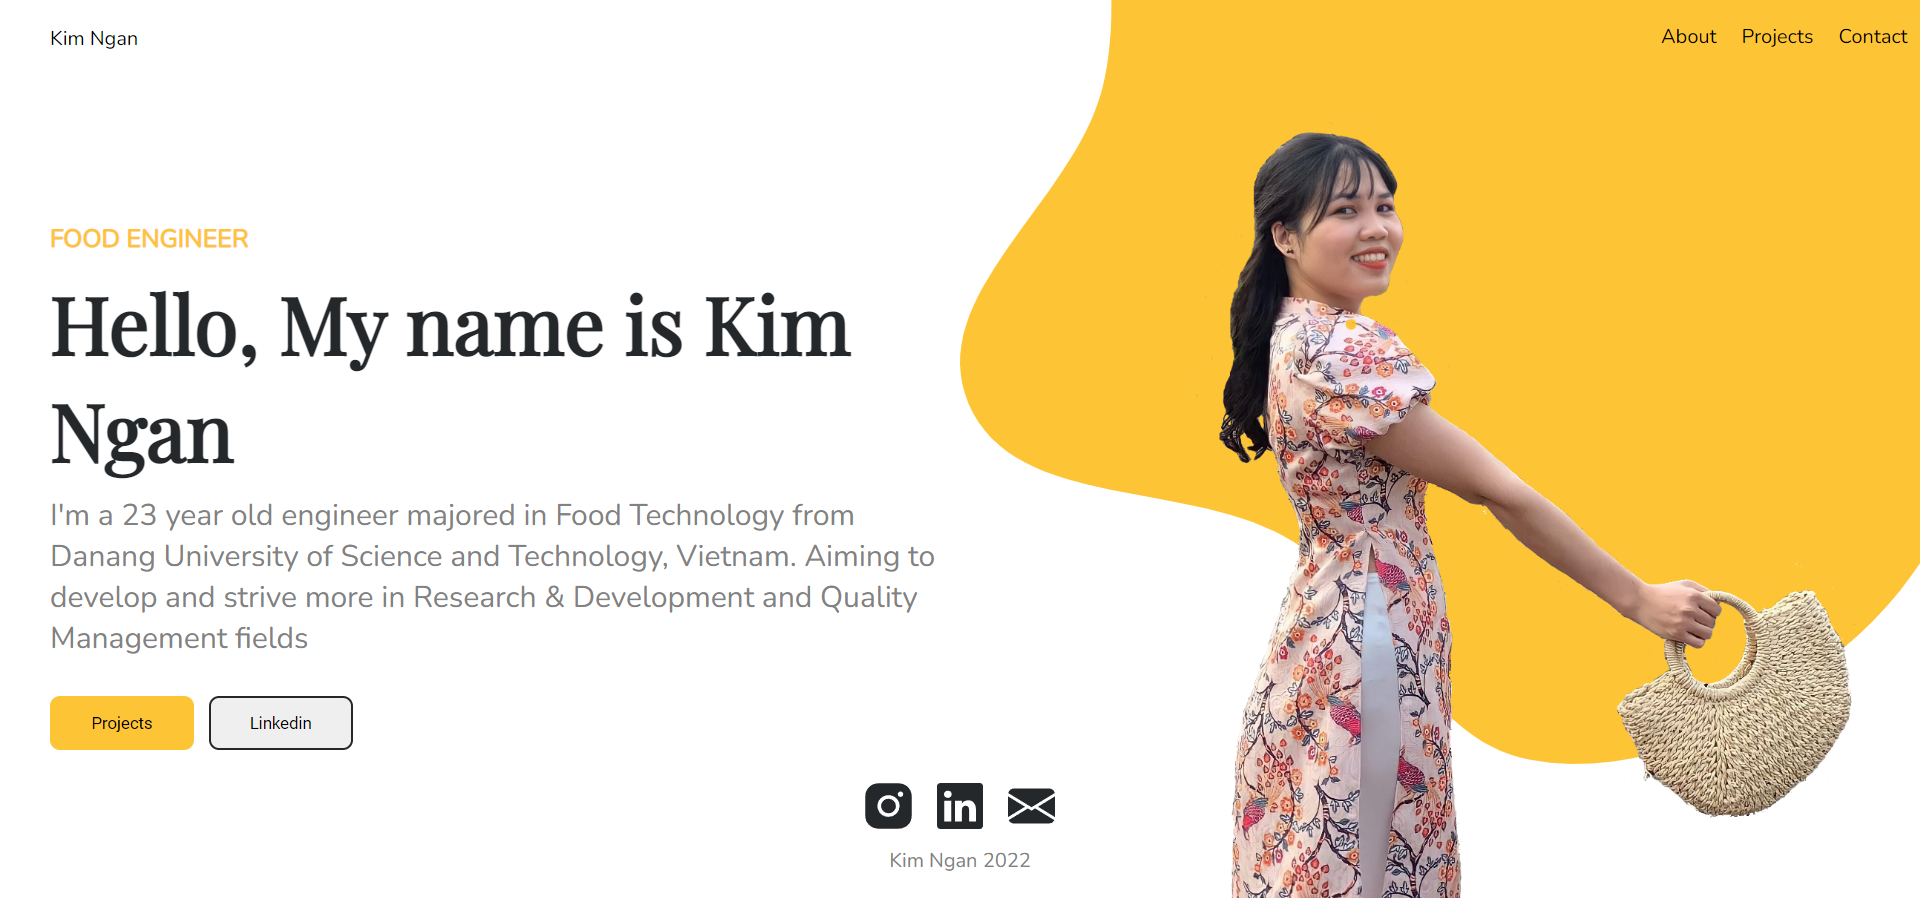 Kim Ngan
About Projects Contact
FOOD ENGINEER
Hello, My name is Kim
Ngan
I'm a 23 year old engineer majored in Food Technology from
Danang University of Science and Technology, Vietnam. Aiming to
develop and strive more in Research & Development and Quality
Management fields
Projects Linkedin
in
Kim Ngan 2022